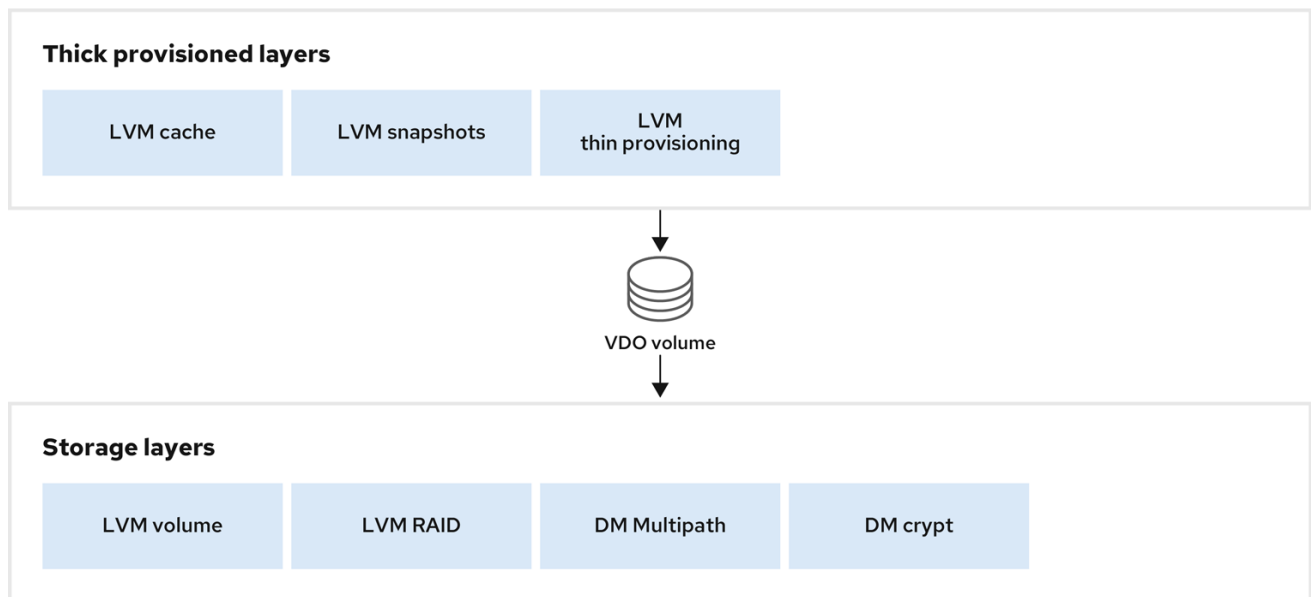 Thick provisioned layers
LVM cache
LVM snapshots
LVM
thin provisioning
VDO volume
Storage layers
LVM volume
LVM RAID
DM Multipath
DM crypt